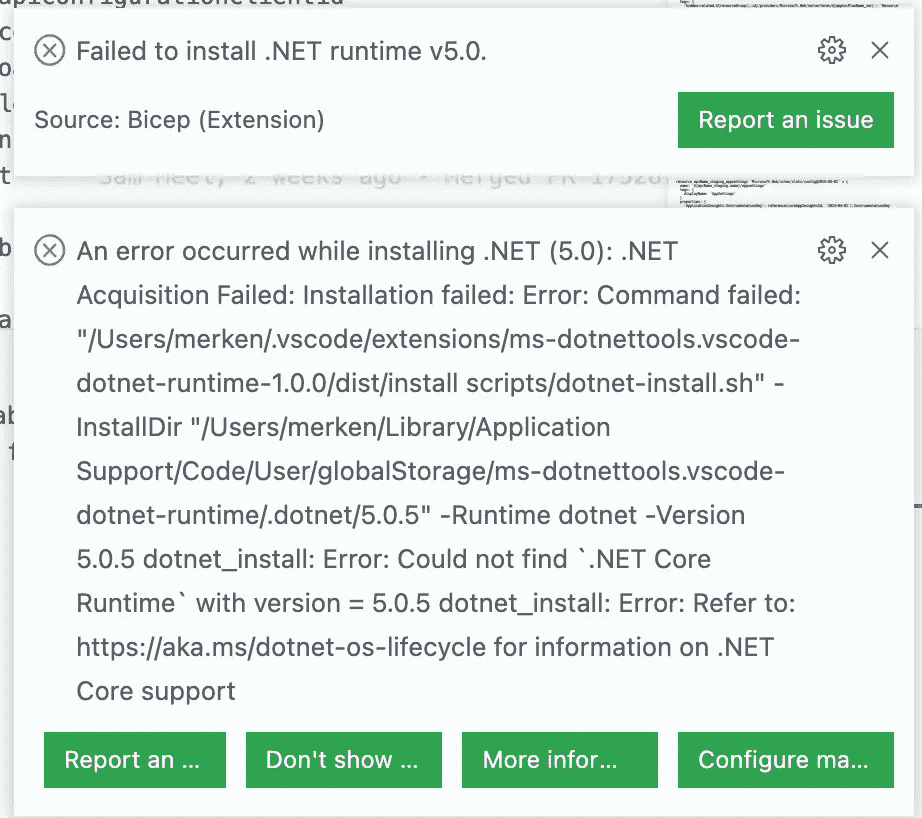 Failed to install .NET runtime v5.0.
Source: Bicep (Extension)
Report an issue
2 weeks ago • Merged PR
An error occurred while installing .NET (5.0): .NET
Acquisition Failed: Installation failed: Error: Command failed:
"/Users/merken/.vscode/extensions/ms-dotnettools.vscode-
dotnet-runtime-1.0.0/dist/install scripts/dotnet-install.sh" -
InstallDir "/Users/merken/Library/Application
Support/Code/User/globalStorage/ms-dotnettools.vscode-
dotnet-runtime/.dotnet/5.0.5" -Runtime dotnet -Version
5.0.5 dotnet_install: Error: Could not find `.NET Core
Runtime` with version = 5.0.5 dotnet_install: Error: Refer to:
https://aka.ms/dotnet-os-lifecycle for information on .NET
Core support
Report an ...
Don't show ...
More infor...
Configure ma...